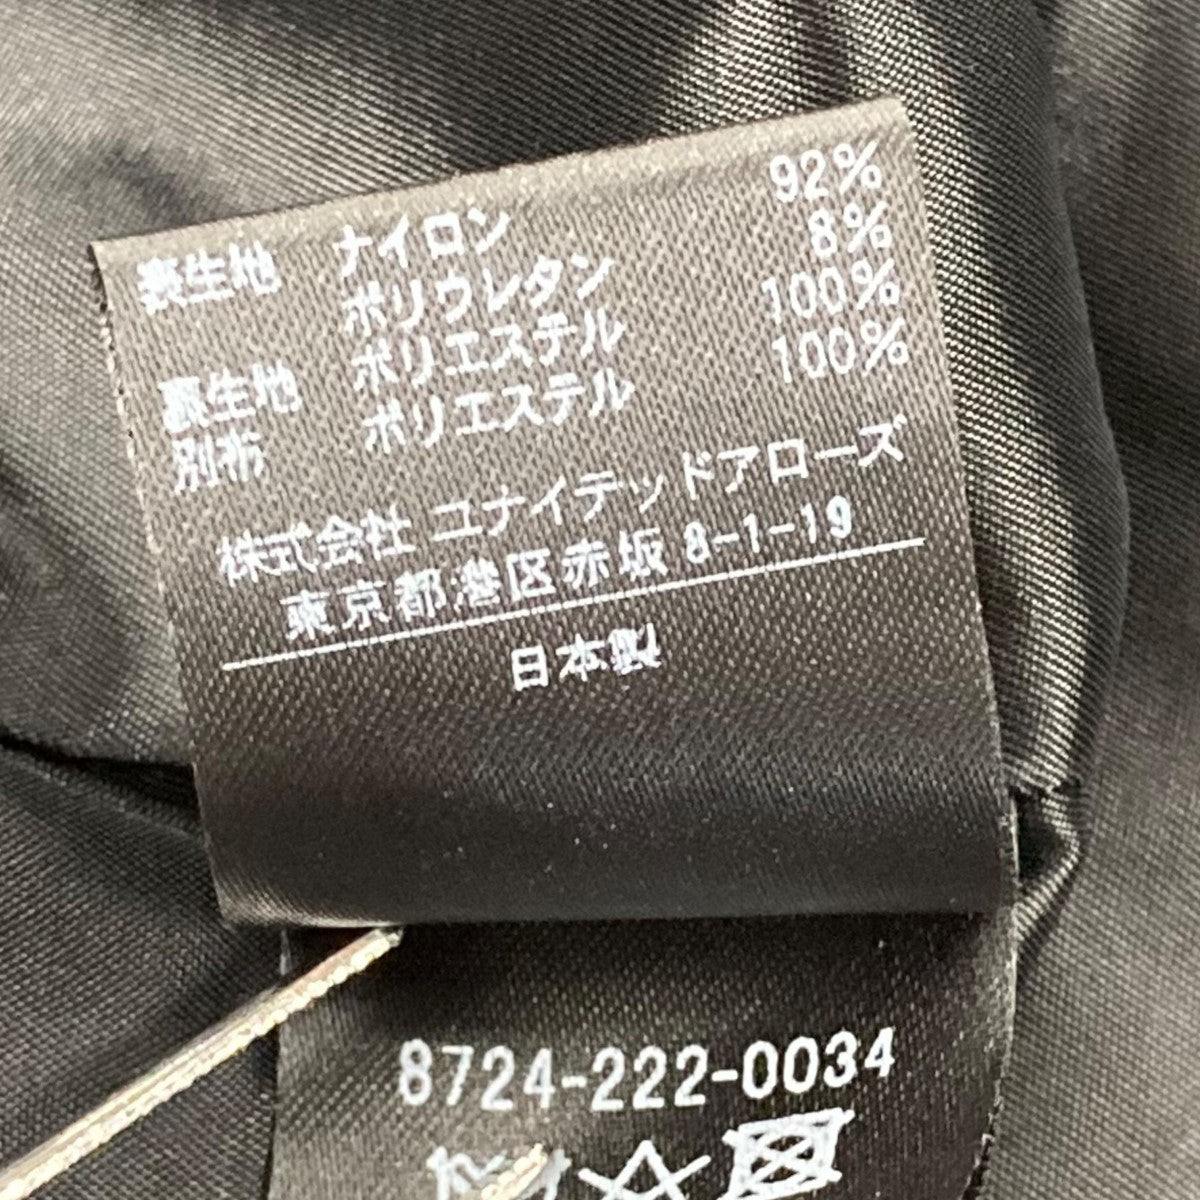 表生地 ナイロン 92%
ポリウレタン 8%
裏生地 ポリエステル 100%
別布 ポリエステル 100%
株式会社 ユナイテッドアローズ
東京都港区赤坂 8-1-19
日本製
8724-222-0034